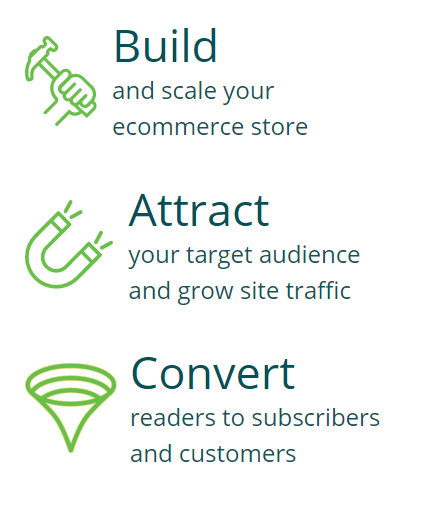 Build
and scale your
ecommerce store
Attract
your target audience
and grow site traffic
Convert
readers to subscribers
and customers